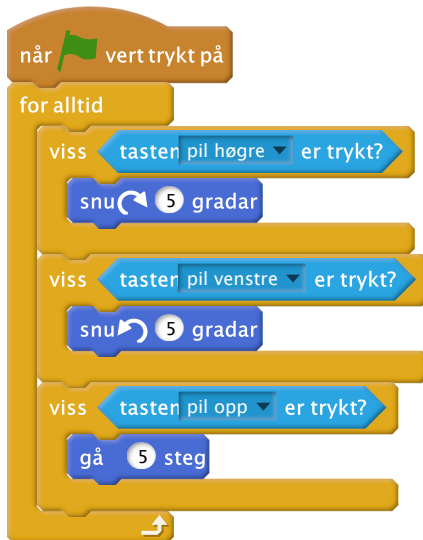 når vert trykt på
for alltid
viss tasten pil høgre er trykt?
snu 5 gradar
viss tasten pil venstre er trykt?
snu 5 gradar
viss tasten pil opp er trykt?
gå 5 steg